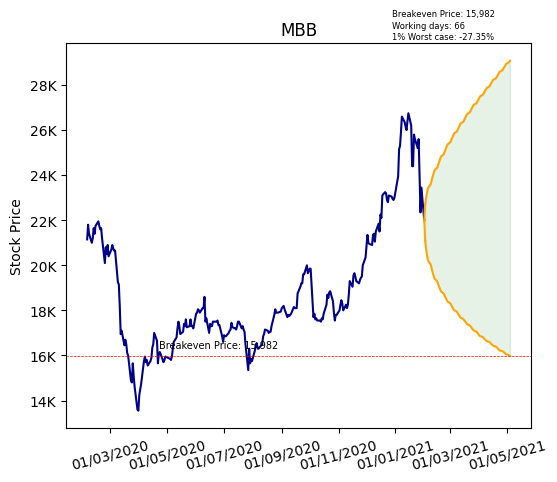 Breakeven Price: 15,982
Working days: 66
1% Worst case: -27.35%
MBB
Stock Price
28K
26K
24K
22K
20K
18K
16K
14K
Breakeven Price: 15,982
01/03/2020
01/05/2020
01/07/2020
01/09/2020
01/11/2020
01/01/2021
01/03/2021
01/05/2021